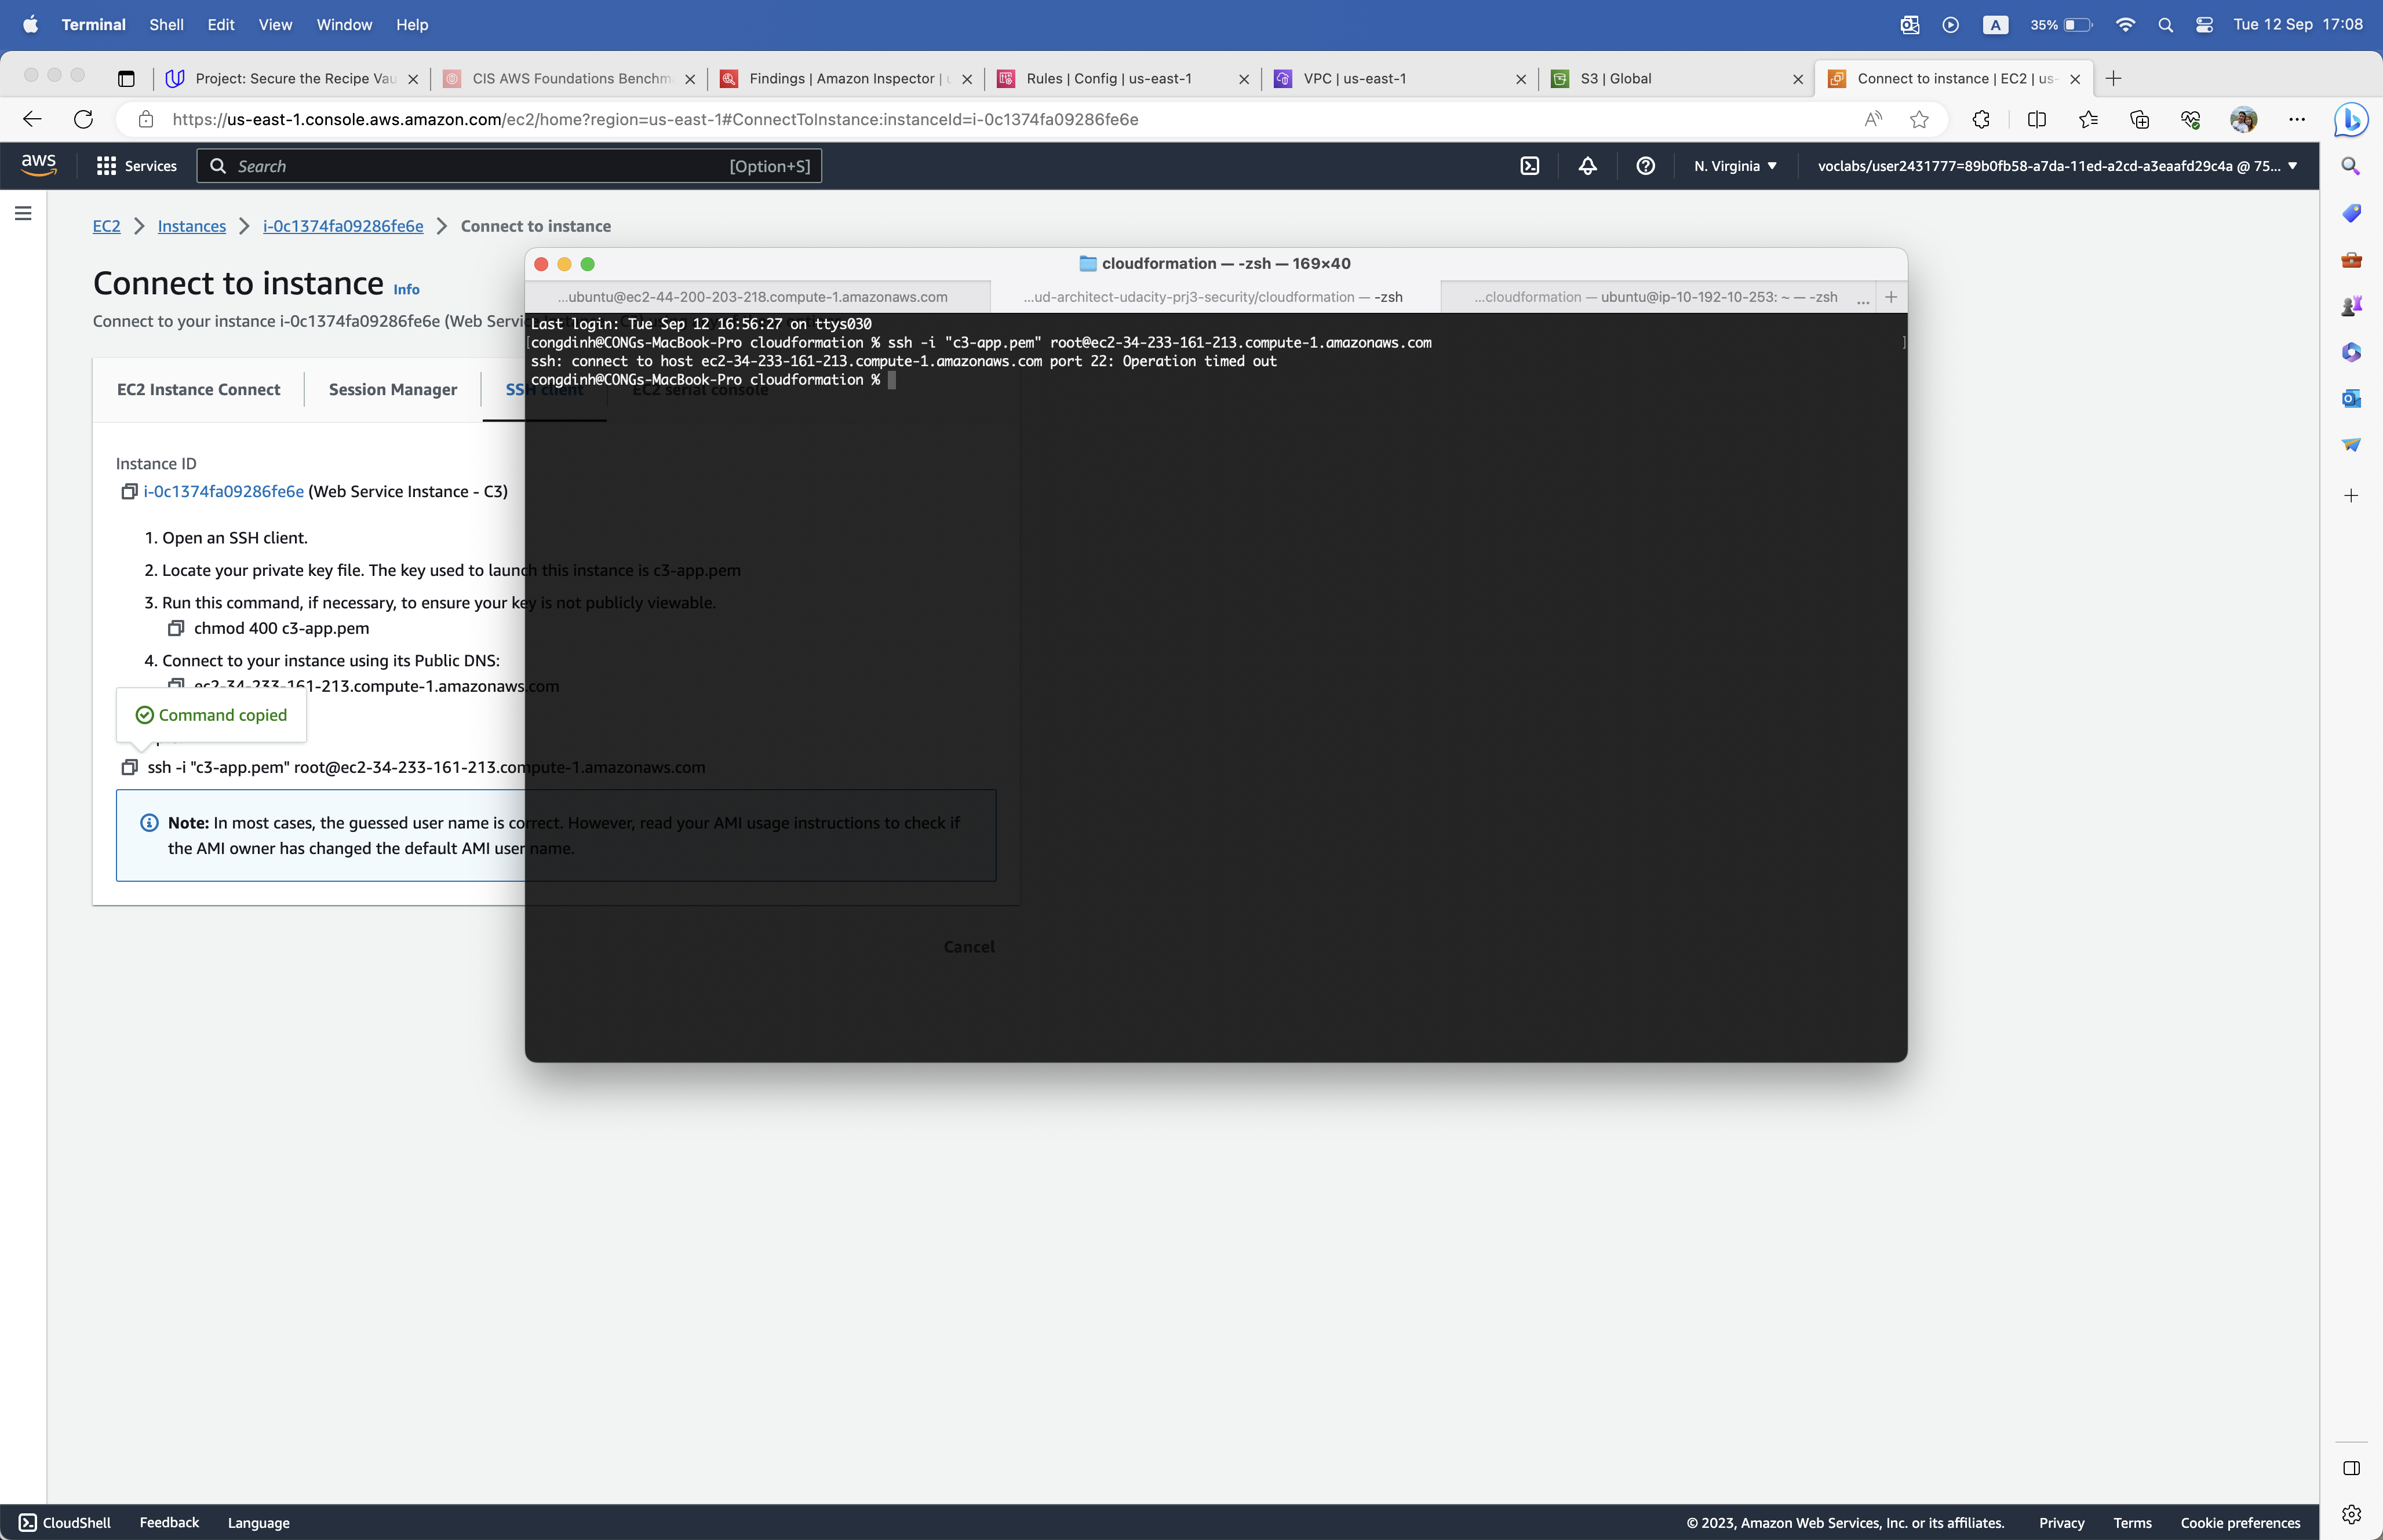 Terminal Shell Edit View Window Help
A 35% Tue 12 Sep 17:08
Project: Secure the Recipe Vau
CIS AWS Foundations Benchm
Findings | Amazon Inspector |
Rules | Config | us-east-1
VPC | us-east-1
S3 | Global
Connect to instance | EC2 | us-
https://us-east-1.console.aws.amazon.com/ec2/home?region=us-east-1#ConnectToInstance:instanceId=i-0c1374fa09286fe6e
aws Services Search [Option+S] N. Virginia voclabs/user2431777=89b0fb58-a7da-11ed-a2cd-a3eaafd29c4a @ 75...
EC2 Instances i-0c1374fa09286fe6e Connect to instance
Connect to instance Info
Connect to your instance i-0c1374fa09286fe6e (Web Servi
cloudformation — -zsh — 169×40
...ubuntu@ec2-44-200-203-218.compute-1.amazonaws.com
...ud-architect-udacity-prj3-security/cloudformation — -zsh
...cloudformation — ubuntu@ip-10-192-10-253: ~ — -zsh ...
Last login: Tue Sep 12 16:56:27 on ttys030
[congdinh@CONGs-MacBook-Pro cloudformation % ssh -i "c3-app.pem" root@ec2-34-233-161-213.compute-1.amazonaws.com ]
ssh: connect to host ec2-34-233-161-213.compute-1.amazonaws.com port 22: Operation timed out
congdinh@CONGs-MacBook-Pro cloudformation %
EC2 Instance Connect Session Manager SSH client EC2 serial console
Instance ID
i-0c1374fa09286fe6e (Web Service Instance - C3)
1. Open an SSH client.
2. Locate your private key file. The key used to launch this instance is c3-app.pem
3. Run this command, if necessary, to ensure your key is not publicly viewable.
chmod 400 c3-app.pem
4. Connect to your instance using its Public DNS:
ec2-34-233-161-213.compute-1.amazonaws.com
Command copied
ssh -i "c3-app.pem" root@ec2-34-233-161-213.compute-1.amazonaws.com
Note: In most cases, the guessed user name is correct. However, read your AMI usage instructions to check if
the AMI owner has changed the default AMI user name.
Cancel
CloudShell Feedback Language © 2023, Amazon Web Services, Inc. or its affiliates. Privacy Terms Cookie preferences